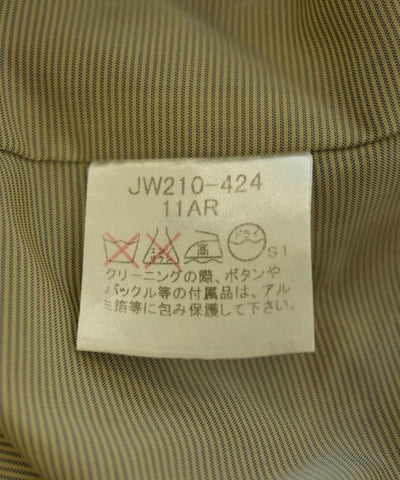 JW210-424
11AR
高 ドライ S1
クリーニングの際、ボタンや
バックル等の付属品は、アル
ミ箔等に包み保護して下さい。